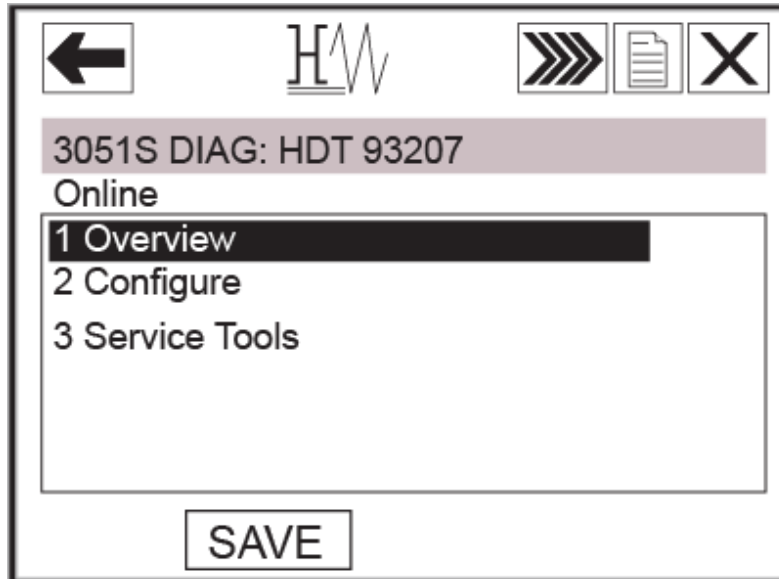 3051S DIAG: HDT 93207
Online
1 Overview
2 Configure
3 Service Tools
SAVE